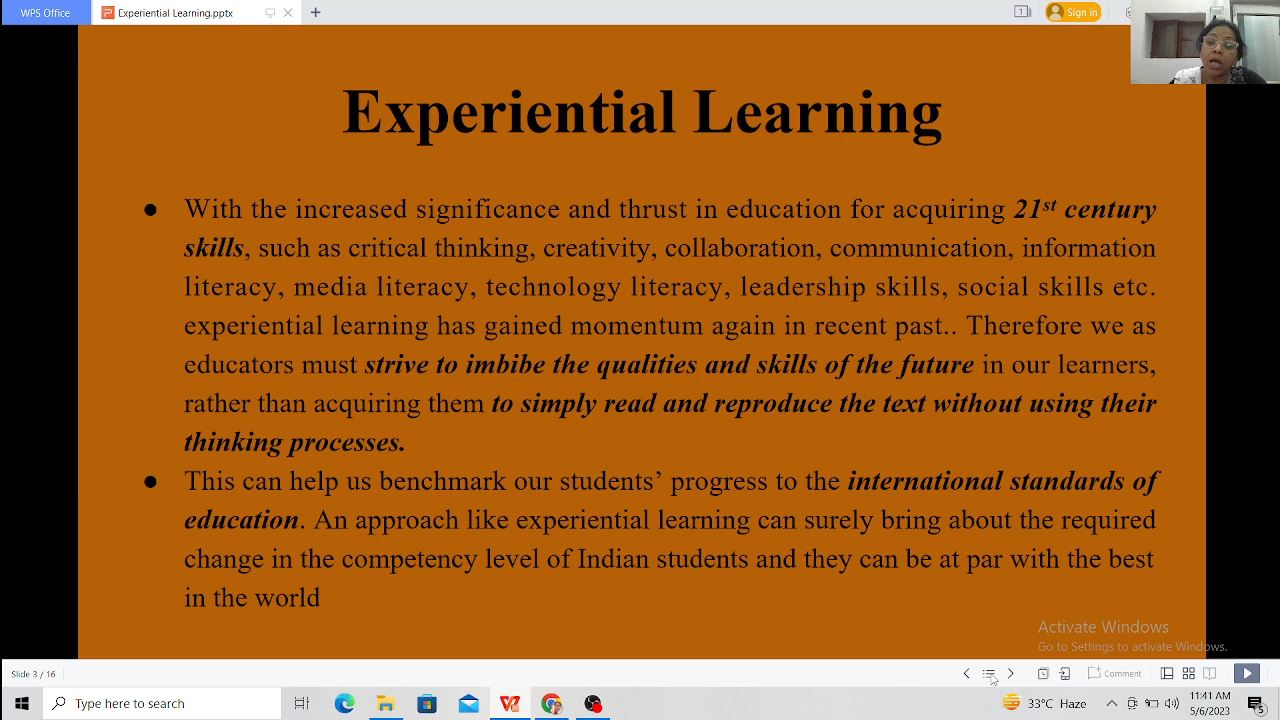 WPS Office
Experiential Learning.pptx
Sign in
Experiential Learning
● With the increased significance and thrust in education for acquiring 21st century
skills, such as critical thinking, creativity, collaboration, communication, information
literacy, media literacy, technology literacy, leadership skills, social skills etc.
experiential learning has gained momentum again in recent past.. Therefore we as
educators must strive to imbibe the qualities and skills of the future in our learners,
rather than acquiring them to simply read and reproduce the text without using their
thinking processes.
● This can help us benchmark our students’ progress to the international standards of
education. An approach like experiential learning can surely bring about the required
change in the competency level of Indian students and they can be at par with the best
in the world
Activate Windows
Go to Settings to activate Windows.
Slide 3 / 16
Comment
Type here to search
33°C Haze
11:41 AM
5/6/2023